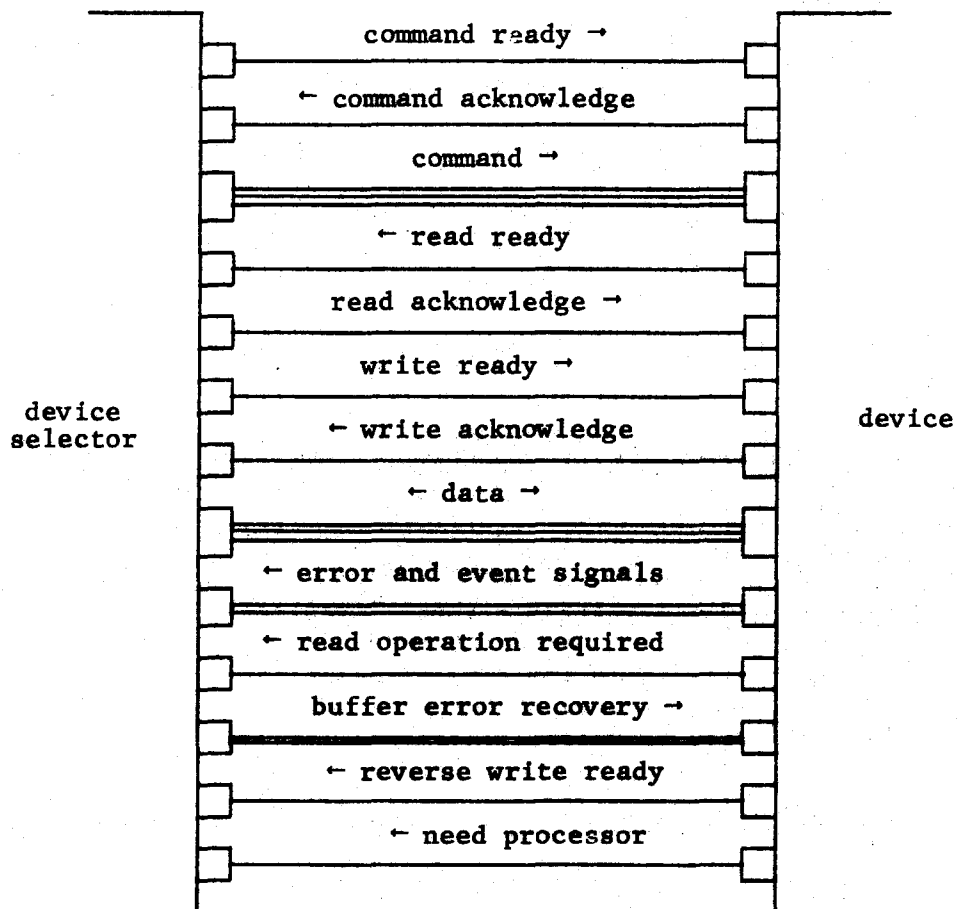 command ready →
← command acknowledge
command →
← read ready
read acknowledge →
write ready →
device
selector
← write acknowledge
device
← data →
← error and event signals
← read operation required
buffer error recovery →
← reverse write ready
← need processor